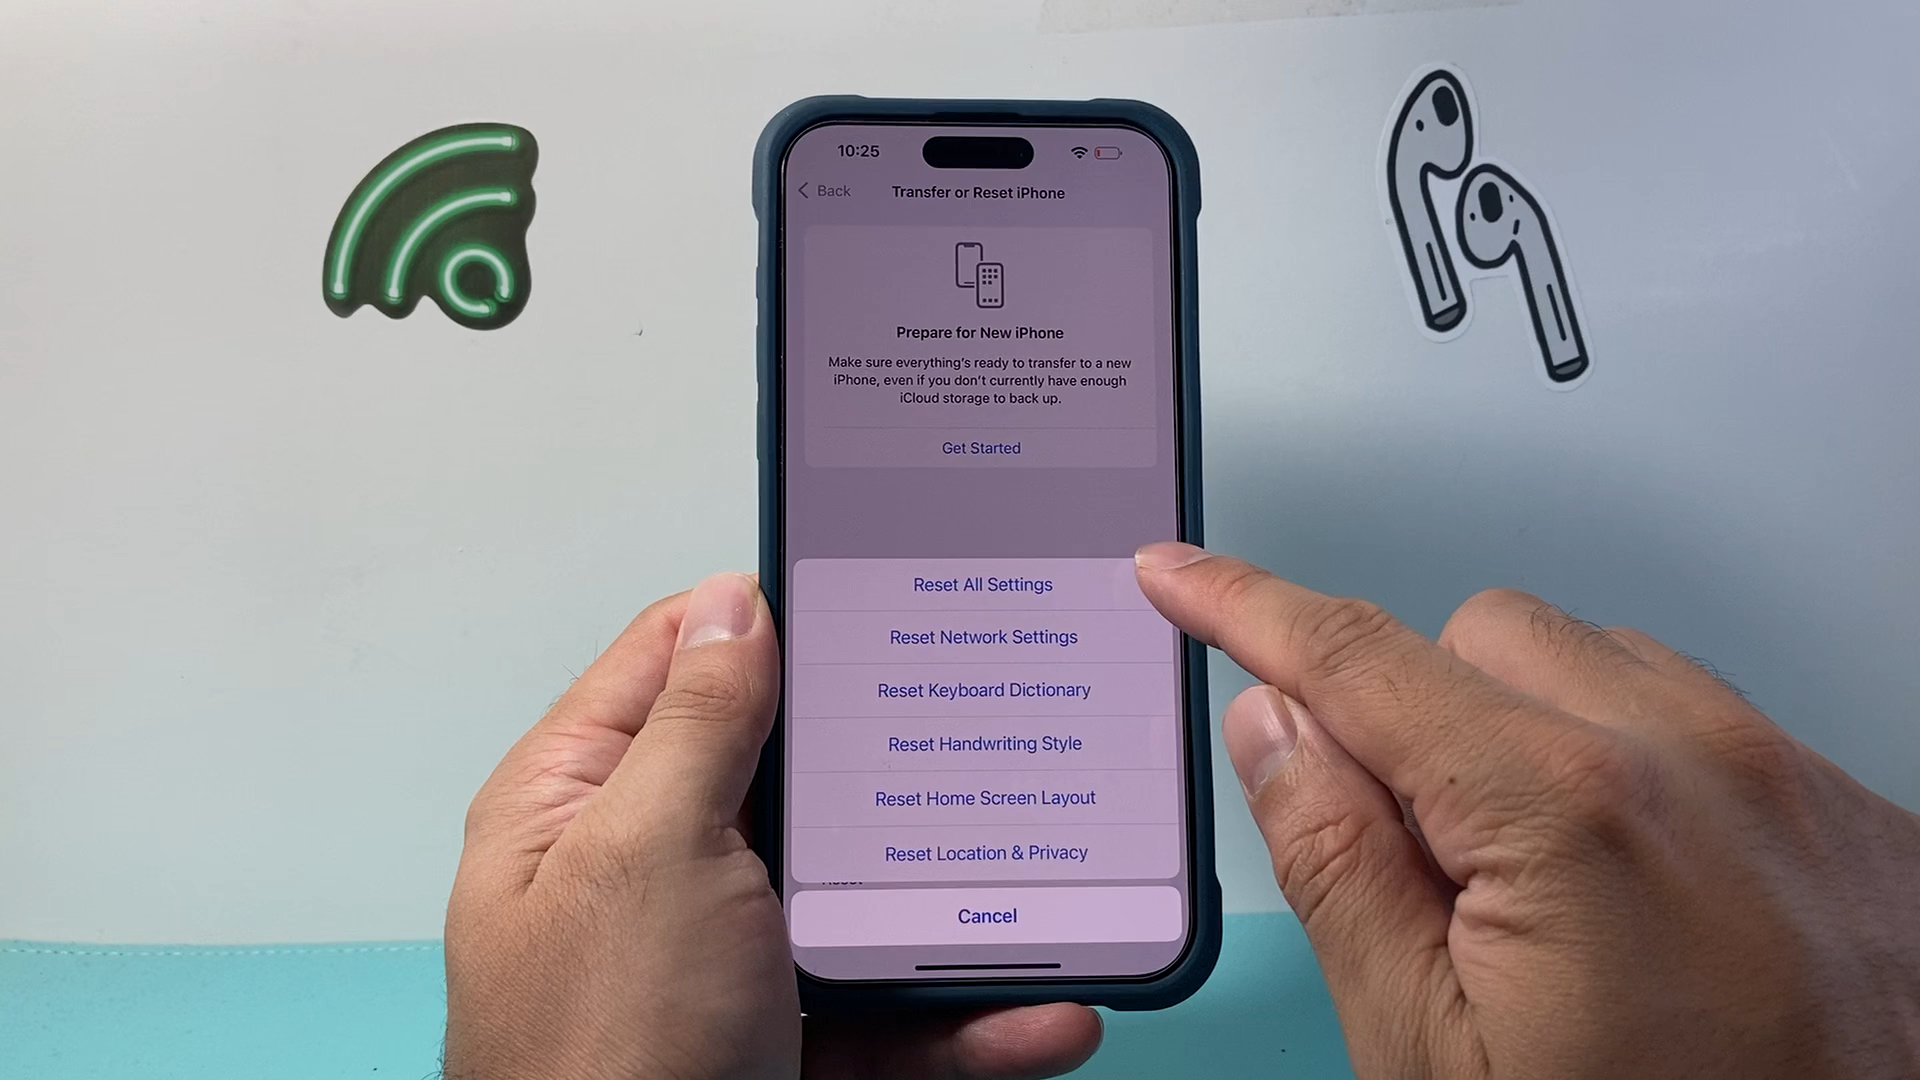 10:25
Back
Transfer or Reset iPhone
Prepare for New iPhone
Make sure everything's ready to transfer to a new
iPhone, even if you don't currently have enough
iCloud storage to back up.
Get Started
Reset All Settings
Reset Network Settings
Reset Keyboard Dictionary
Reset Handwriting Style
Reset Home Screen Layout
Reset Location & Privacy
Reset
Cancel